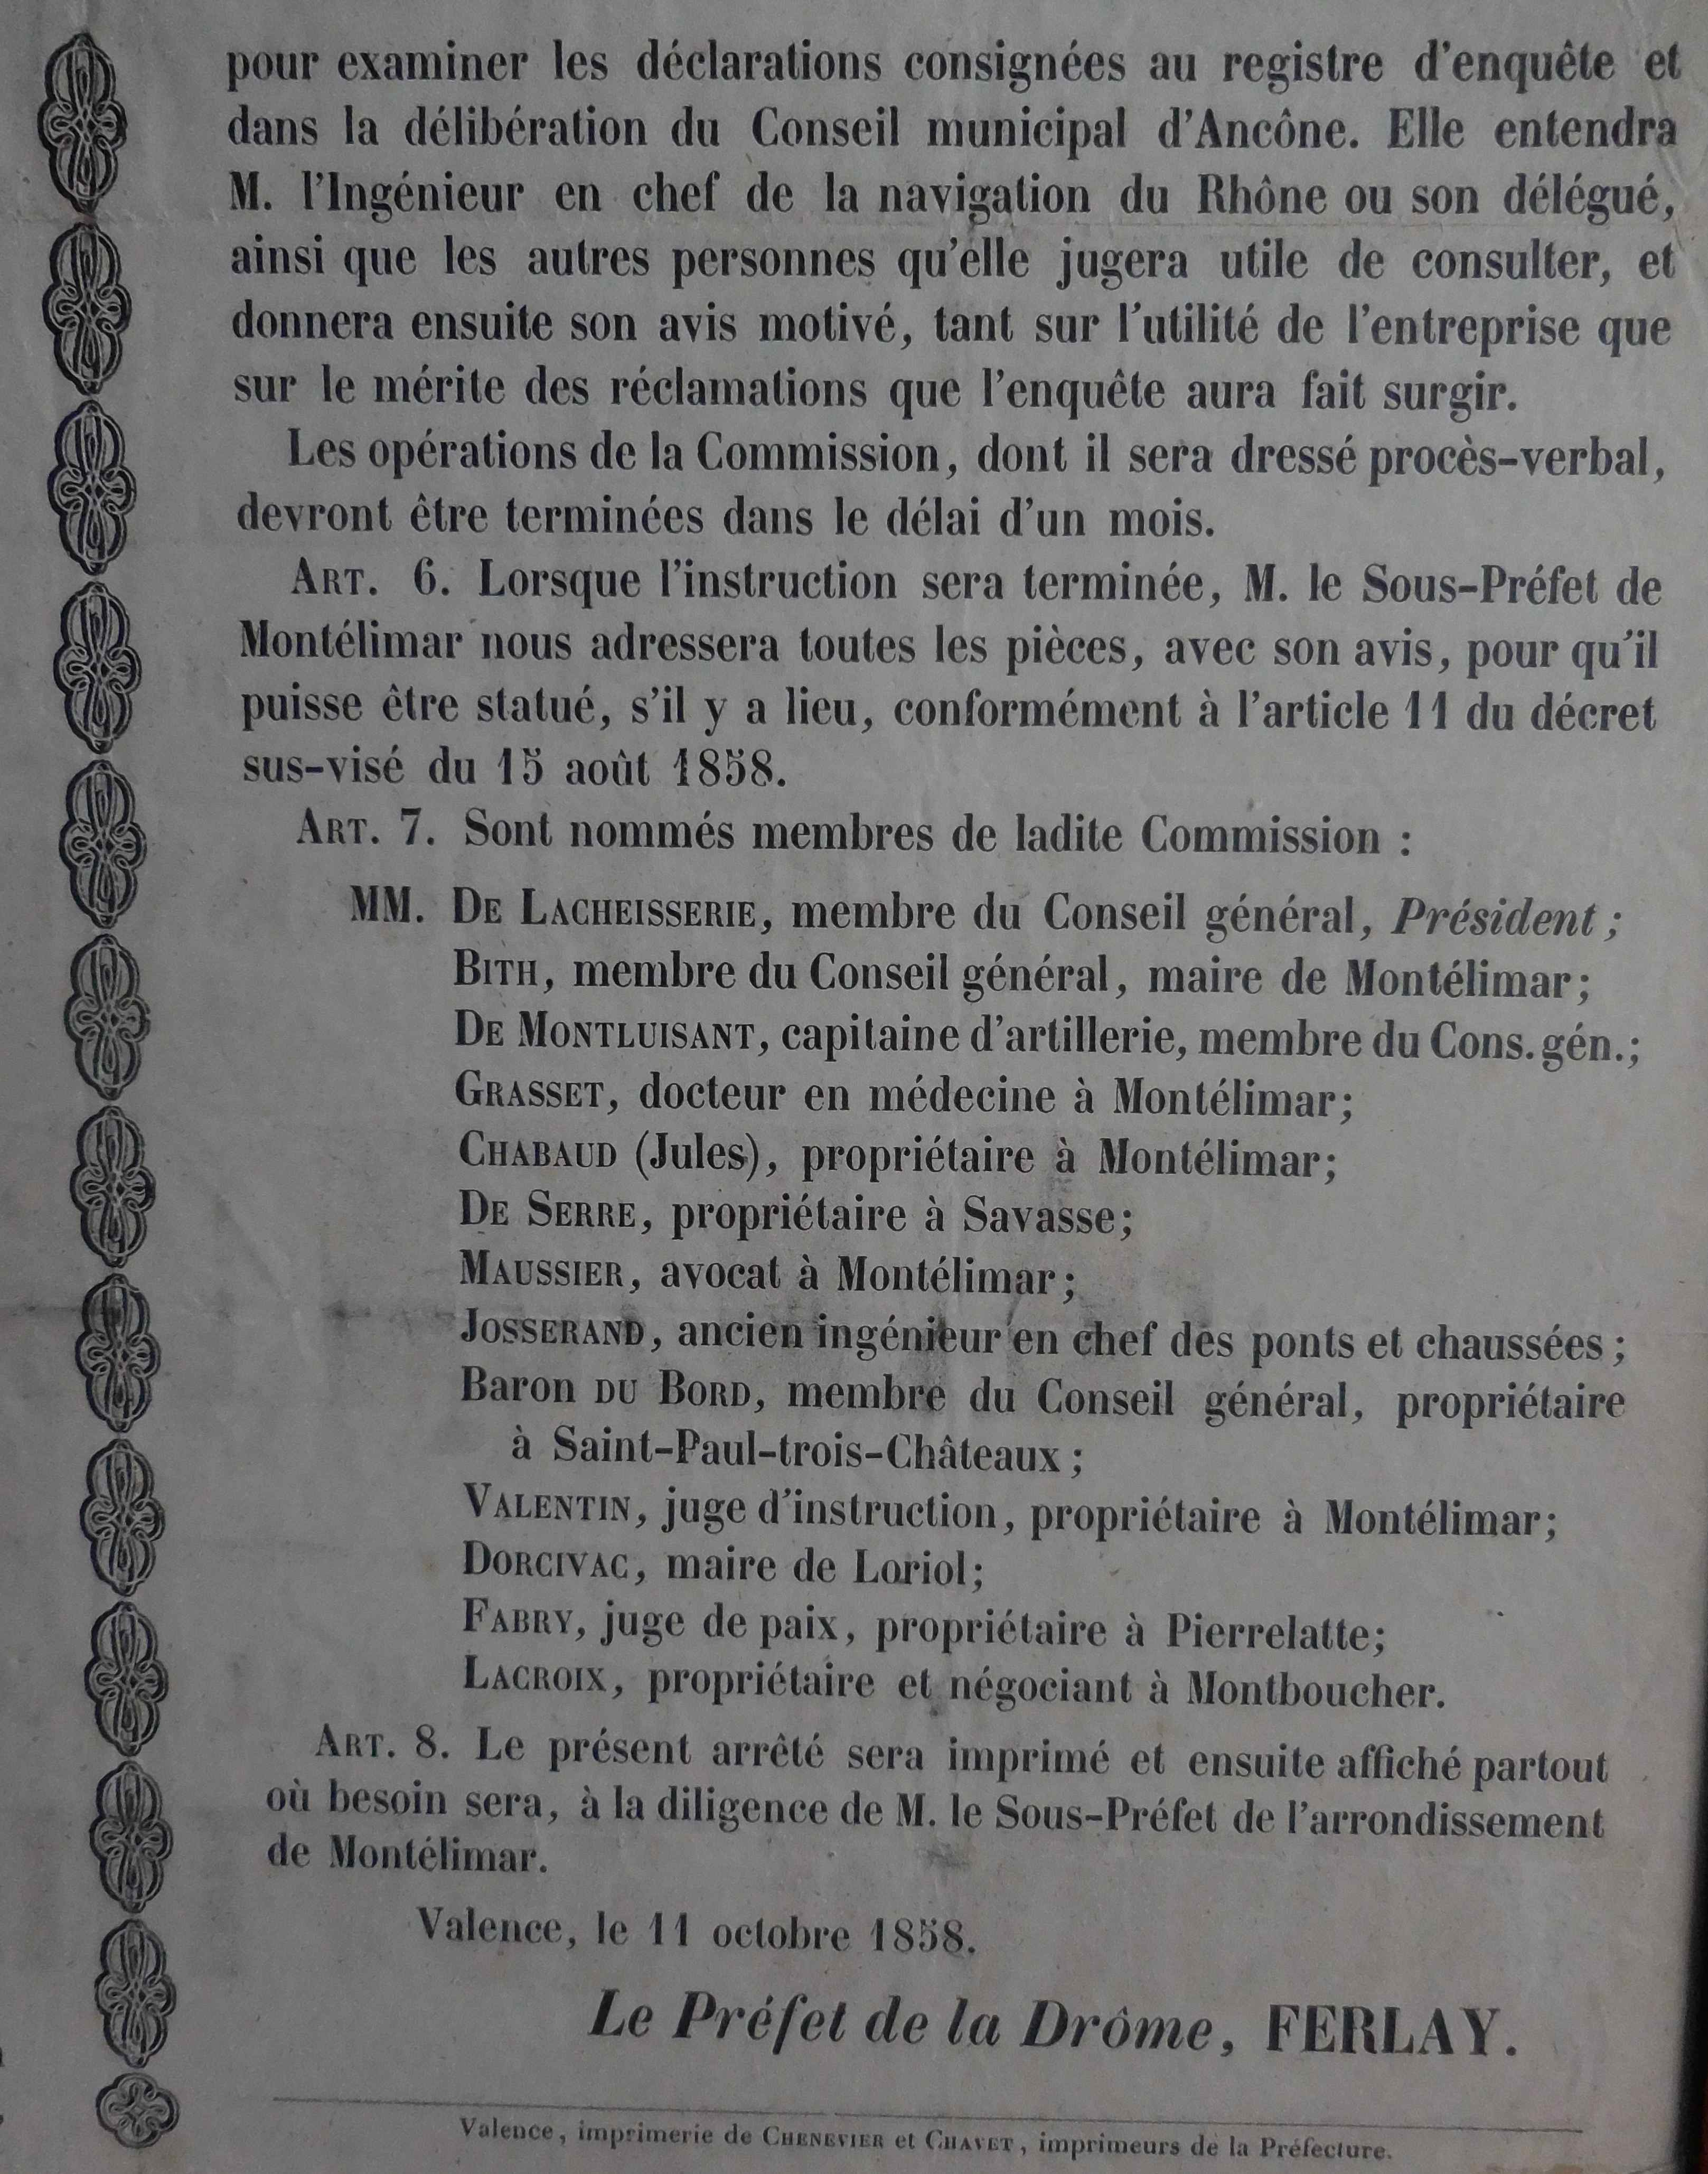 pour examiner les déclarations consignées au registre d'enquête et
dans la délibération du Conseil municipal d'Ancône. Elle entendra
M. l'Ingénieur en chef de la navigation du Rhône ou son délégué,
ainsi que les autres personnes qu'elle jugera utile de consulter, et
donnera ensuite son avis motivé, tant sur l'utilité de l'entreprise que
sur le mérite des réclamations que l'enquête aura fait surgir.
Les opérations de la Commission, dont il sera dressé procès-verbal,
devront être terminées dans le délai d'un mois.
ART. 6. Lorsque l'instruction sera terminée, M. le Sous-Préfet de
Montélimar nous adressera toutes les pièces, avec son avis, pour qu'il
puisse être statué, s'il y a lieu, conformément à l'article 11 du décret
sus-visé du 15 août 1858.
ART. 7. Sont nommés membres de ladite Commission :
MM. DE LACHEISSERIE, membre du Conseil général, Président ;
BITH, membre du Conseil général, maire de Montélimar;
DE MONTLUISANT, capitaine d'artillerie, membre du Cons. gén.;
GRASSET, docteur en médecine à Montélimar;
CHABAUD (Jules), propriétaire à Montélimar;
DE SERRE, propriétaire à Savasse;
MAUSSIER, avocat à Montélimar;
JOSSERAND, ancien ingénieur en chef des ponts et chaussées ;
Baron DU BORD, membre du Conseil général, propriétaire
à Saint-Paul-trois-Châteaux ;
VALENTIN, juge d'instruction, propriétaire à Montélimar;
DORCIVAC, maire de Loriol;
FABRY, juge de paix, propriétaire à Pierrelatte;
LACROIX, propriétaire et négociant à Montboucher.
ART. 8. Le présent arrêté sera imprimé et ensuite affiché partout
où besoin sera, à la diligence de M. le Sous-Préfet de l'arrondissement
de Montélimar.
Valence, le 11 octobre 1858.
Le Préfet de la Drôme, FERLAY.
Valence, imprimerie de CHENEVIER et CHAVET, imprimeurs de la Préfecture.